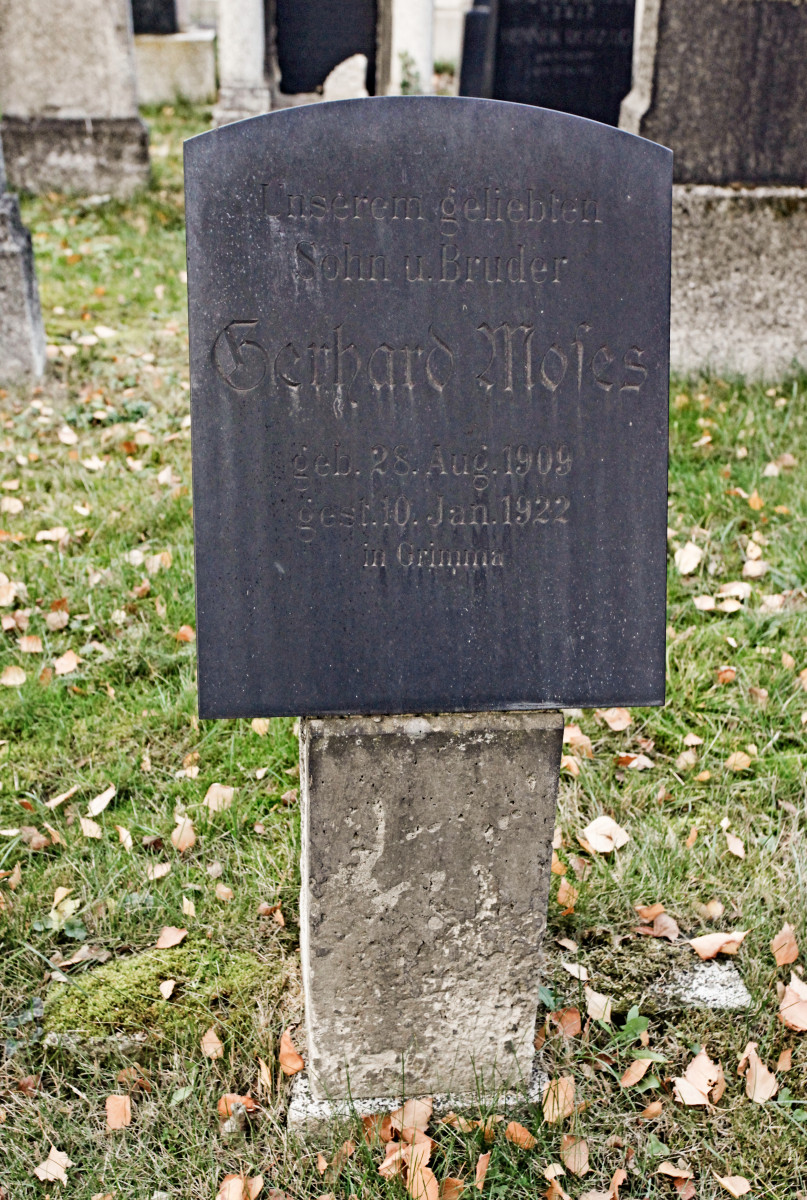 Unserem geliebten
Sohn u. Bruder
Gerhard Moses
geb. 28. Aug. 1909
gest. 10. Jan. 1922
in Grimma